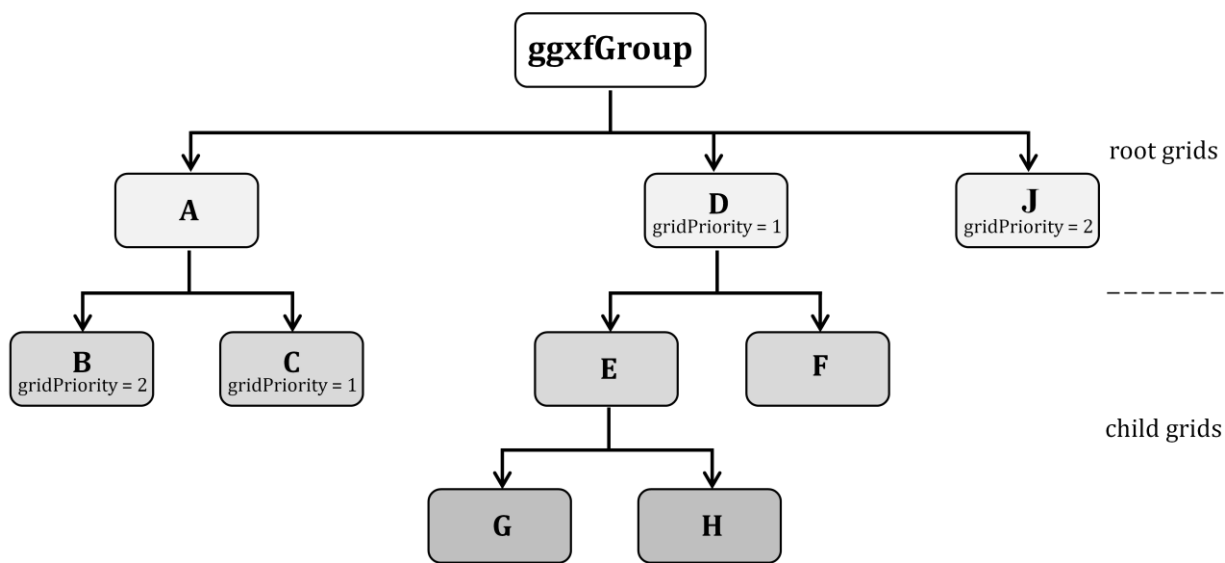 ggxfGroup
root grids
A
D
gridPriority = 1
J
gridPriority = 2
B
gridPriority = 2
C
gridPriority = 1
E
F
child grids
G
H